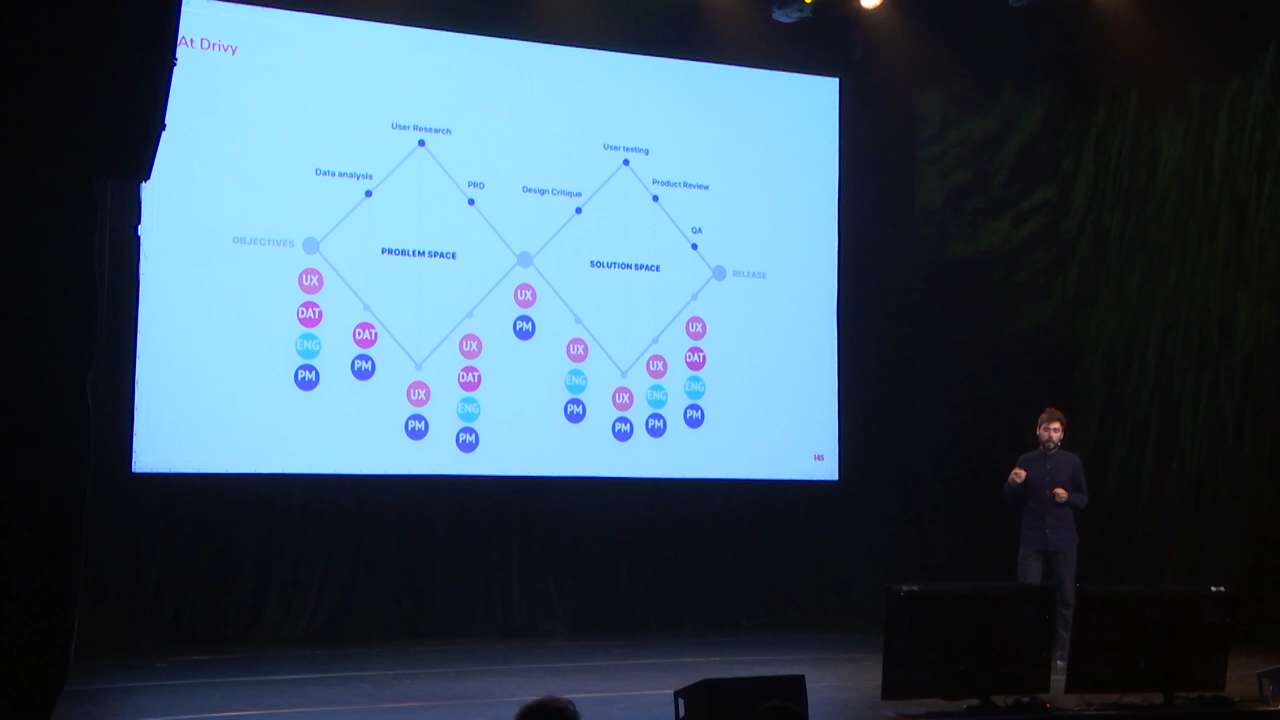 At Drivy
User Research
User testing
Data analysis
PRD
Design Critique
Product Review
QA
OBJECTIVES
PROBLEM SPACE
SOLUTION SPACE
RELEASE
UX
DAT
ENG
PM
DAT
PM
UX
PM
UX
DAT
ENG
PM
UX
PM
UX
ENG
PM
UX
PM
UX
ENG
PM
UX
DAT
ENG
PM
145